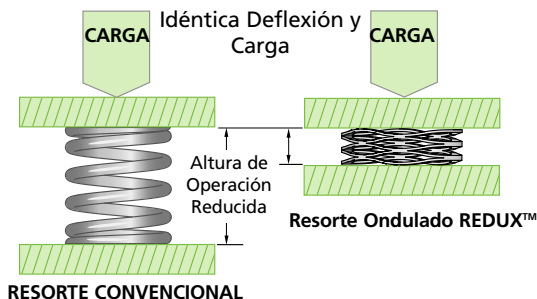 Idéntica Deflexión y
Carga
CARGA
CARGA
Altura de
Operación
Reducida
Resorte Ondulado REDUX™
RESORTE CONVENCIONAL